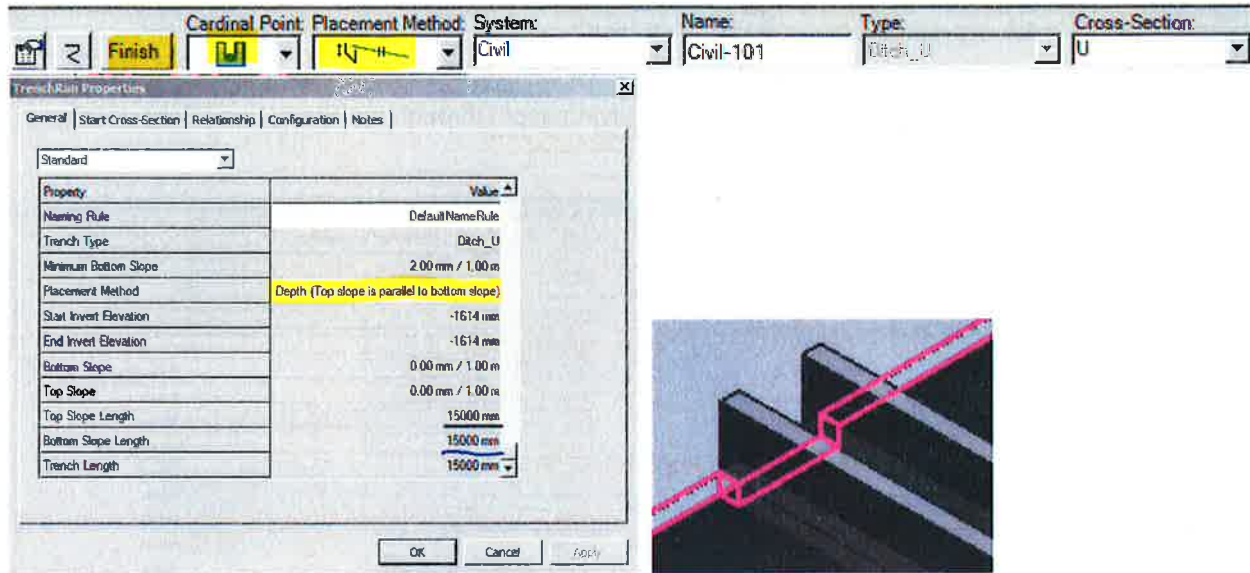 Cardinal Point: Placement Method: System: Name: Type: Cross-Section:
Finish Civil Civil-101 Ditch_U U
TrenchRun Properties
General Start Cross-Section Relationship Configuration Notes
Standard
Property Value
Naming Rule DefaultNameRule
Trench Type Ditch_U
Minimum Bottom Slope 2.00 mm / 1.00 m
Placement Method Depth (Top slope is parallel to bottom slope)
Start Invert Elevation -1614 mm
End Invert Elevation -1614 mm
Bottom Slope 0.00 mm / 1.00 m
Top Slope 0.00 mm / 1.00 m
Top Slope Length 15000 mm
Bottom Slope Length 15000 mm
Trench Length 15000 mm
OK Cancel Apply